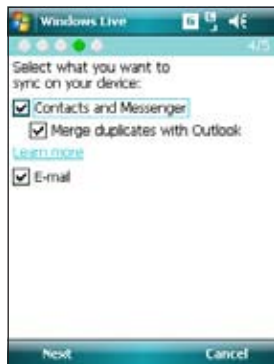 Windows Live
4/5
Select what you want to
sync on your device:
Contacts and Messenger
Merge duplicates with Outlook
Learn more
E-mail
Next Cancel